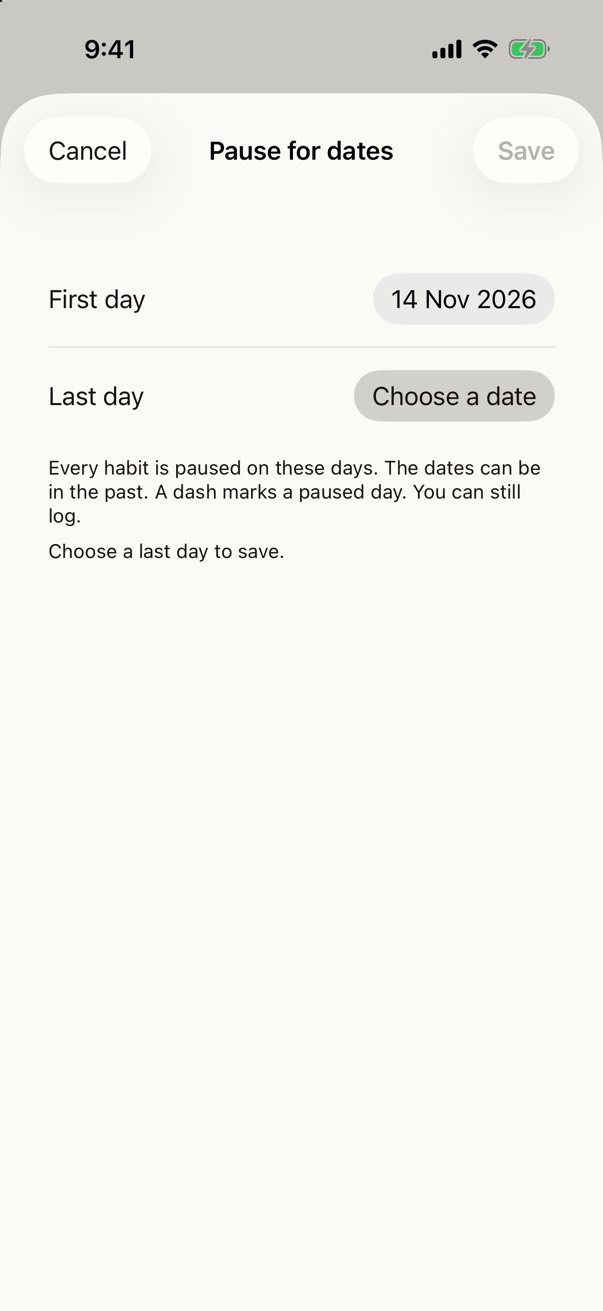 9:41
Cancel
Pause for dates
Save
First day
14 Nov 2026
Last day
Choose a date
Every habit is paused on these days. The dates can be
in the past. A dash marks a paused day. You can still
log.
Choose a last day to save.